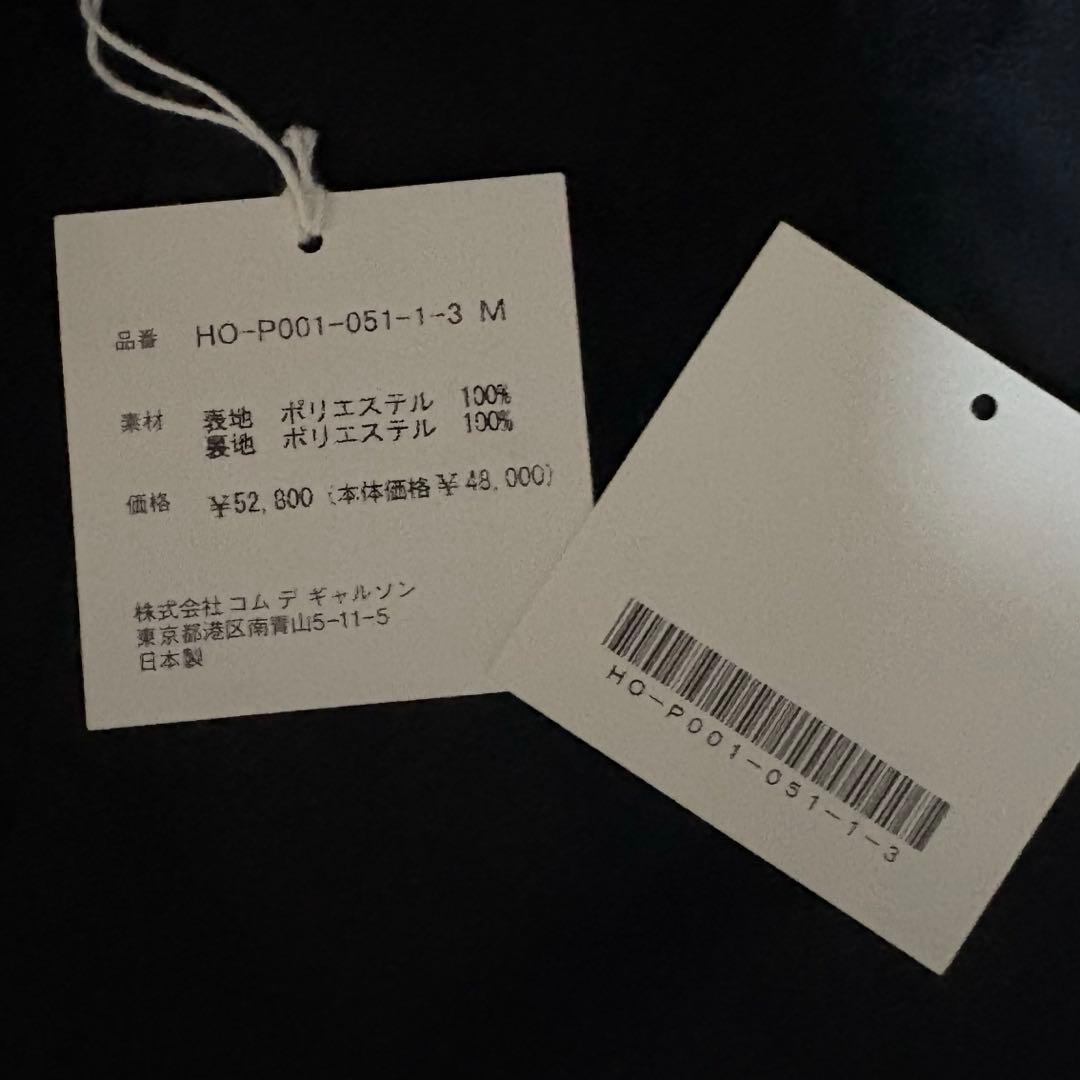 品番 HO-P001-051-1-3 M
素材 表地 ポリエステル 100%
裏地 ポリエステル 100%
価格 ¥52,800 (本体価格¥48,000)
株式会社 コム デ ギャルソン
東京都港区南青山5-11-5
日本製
HO-P001-051-1-3